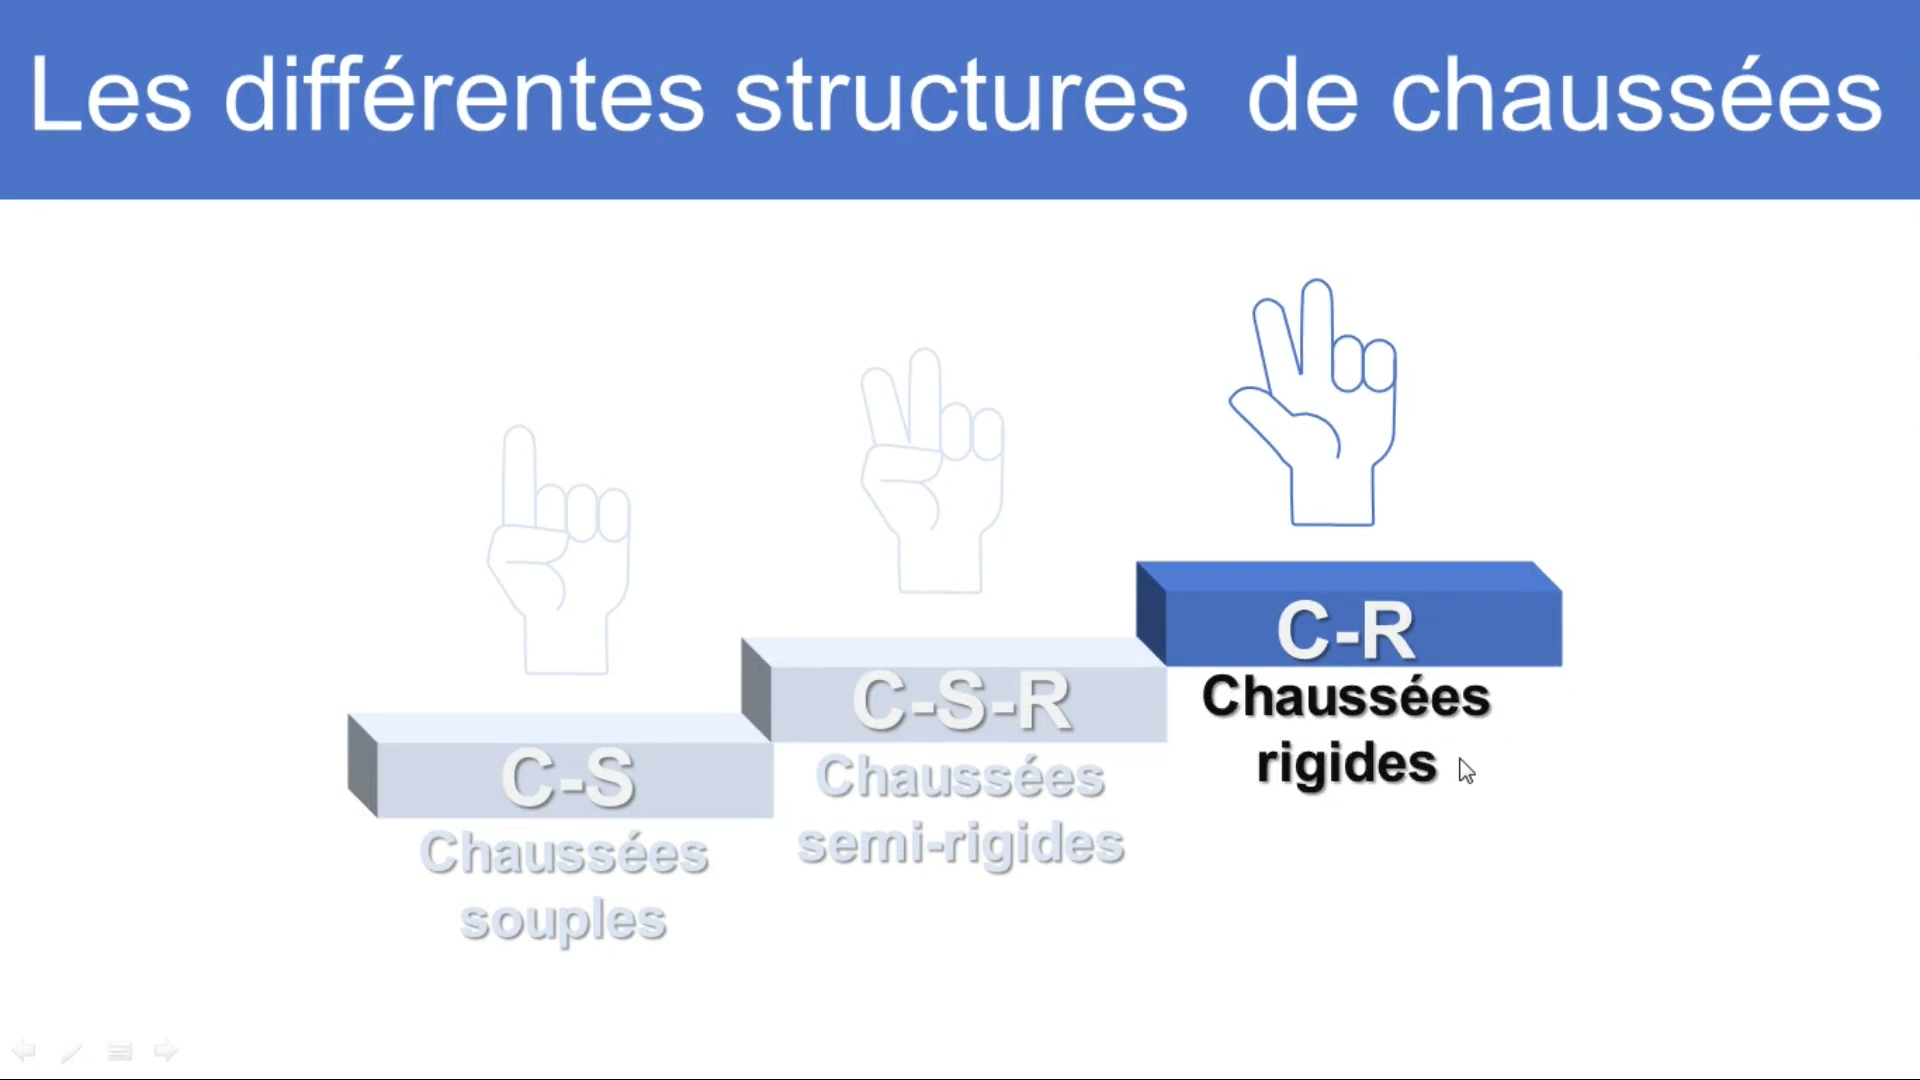 Les différentes structures de chaussées
C-S
Chaussées
souples
C-S-R
Chaussées
semi-rigides
C-R
Chaussées
rigides